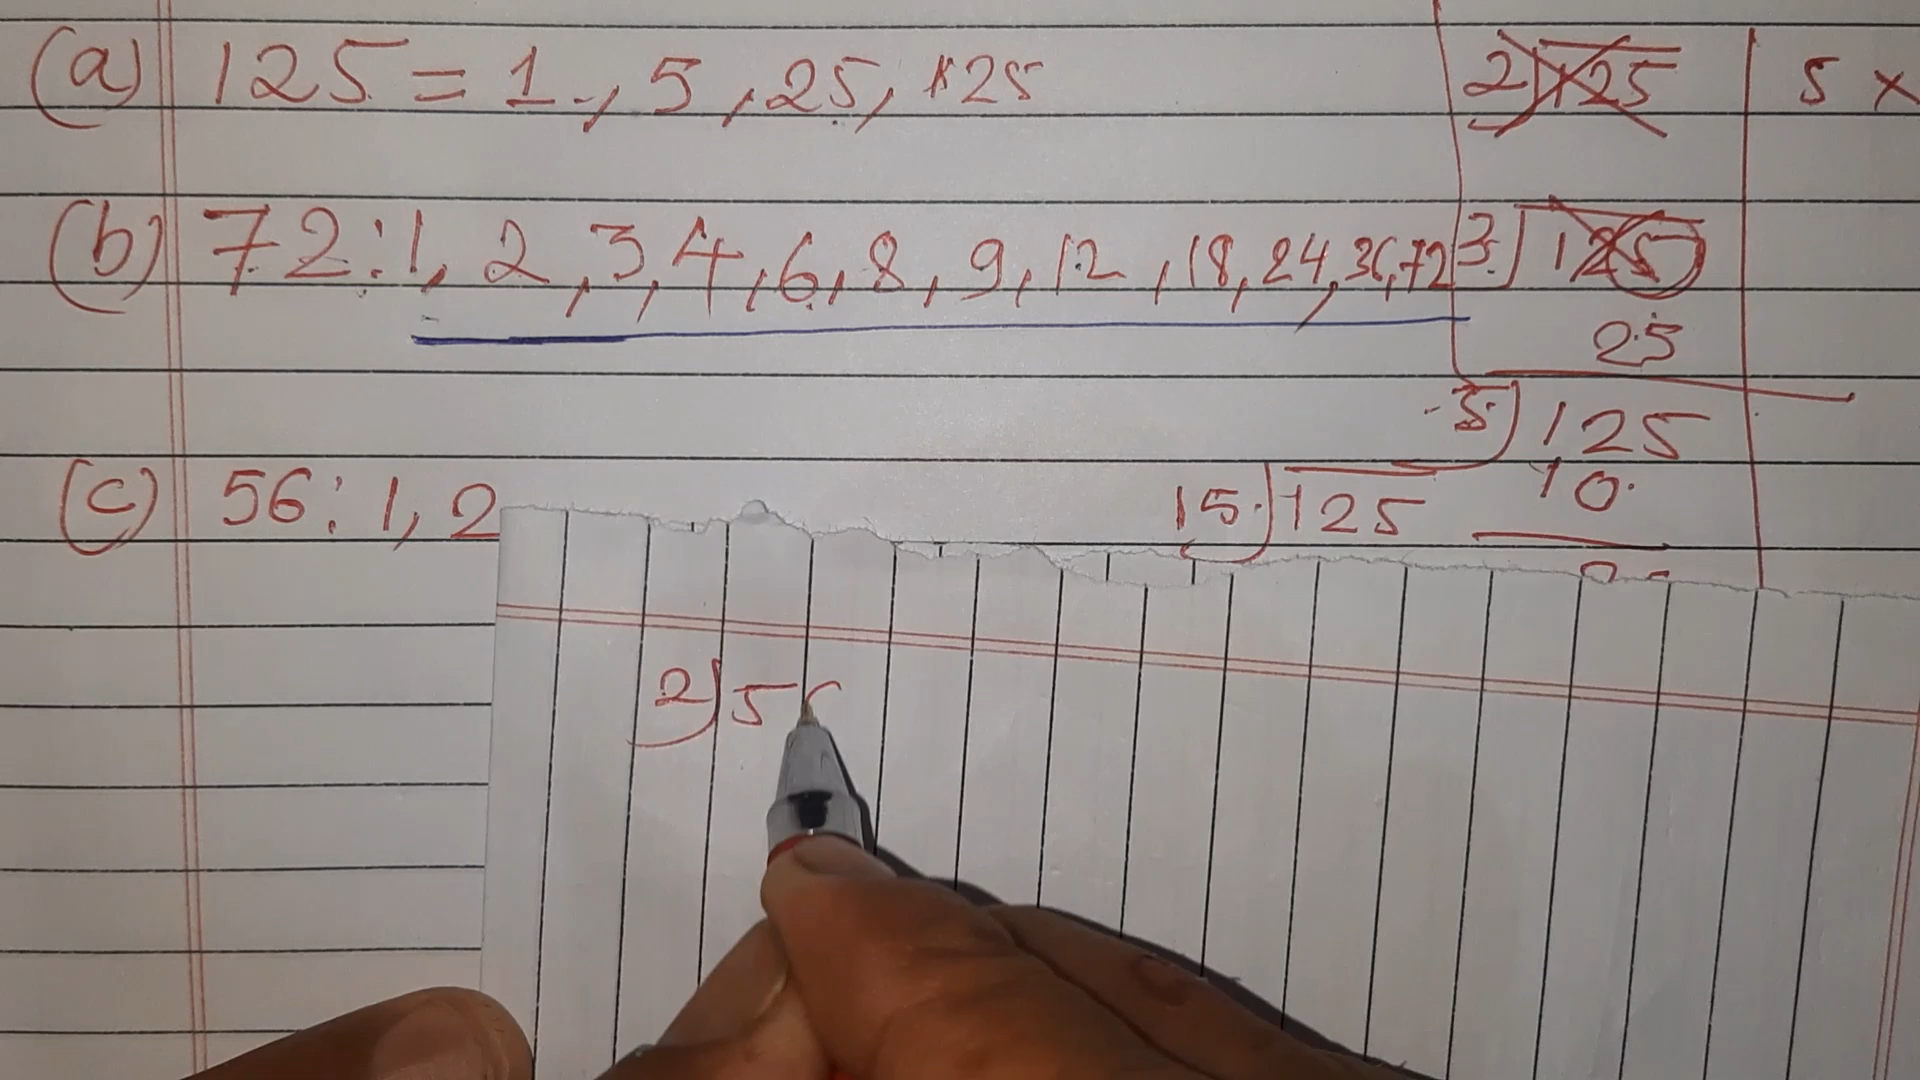 (a) 125 = 1, 5, 25, 125
2)125
5 ×
(b) 72: 1, 2, 3, 4, 6, 8, 9, 12, 18, 24, 36, 72
3)125
25
5)125
10
(c) 56: 1, 2
15)125
2)5